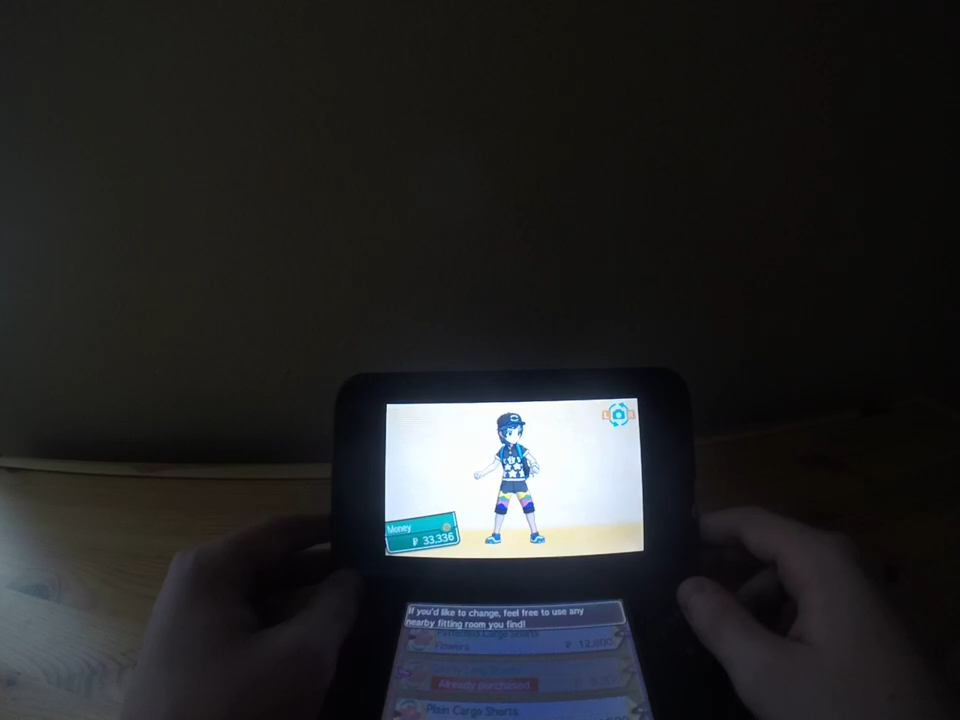 L R
Money
33,336
If you'd like to change, feel free to use any
nearby fitting room you find!
Patterned Cargo Shorts
Flowers
12,800
Already purchased
Plain Cargo Shorts